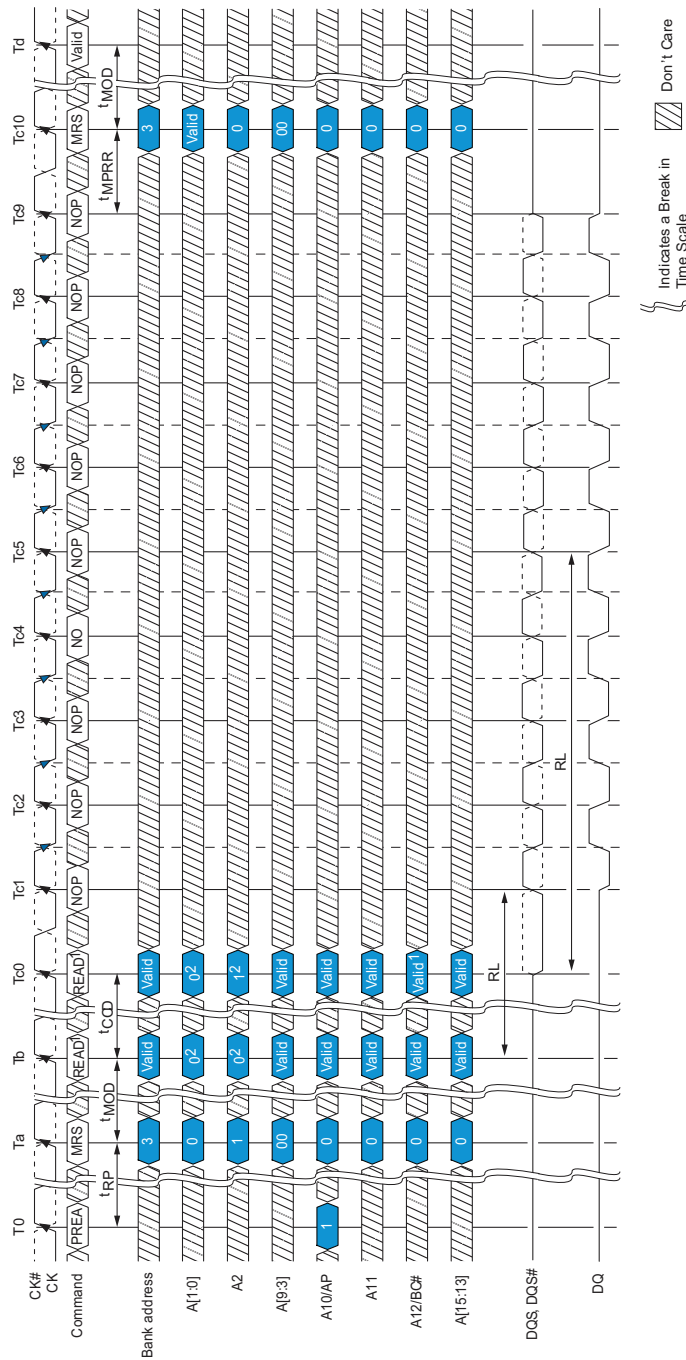 T0 Ta Tb Tc0 Tc1 Tc2 Tc3 Tc4 Tc5 Tc6 Tc7 Tc8 Tc9 Tc10 Td
CK#
CK
Command PREA MRS READ1 READ1 NOP NOP NOP NO NOP NOP NOP NOP NOP MRS Valid
tRP tMOD tCCD tMPRR tMOD
Bank address 3 Valid Valid 3
A[1:0] 0 0² 0² Valid
A2 1 0² 1² 0
A[9:3] 00 Valid Valid 00
A10/AP 1 0 Valid Valid 0
A11 0 Valid Valid 0
A12/BC# 0 Valid Valid 1 0
A[15:13] 0 Valid Valid 0
RL
DQS, DQS#
RL
DQ
Indicates a Break in
Time Scale
Don't Care